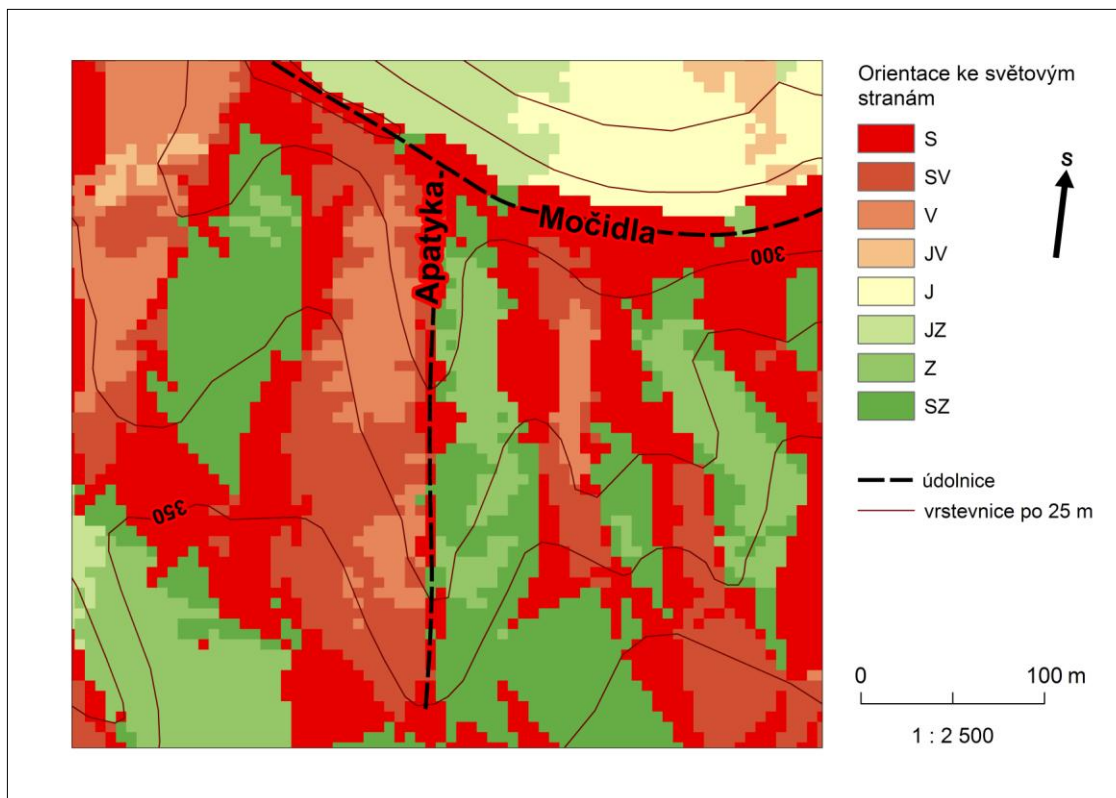 Orientace ke světovým
stranám
S
SV
V
JV
J
JZ
Z
SZ
S
údolnice
vrstevnice po 25 m
0 100 m
1 : 2 500
Apatyka
Močidla
300
350